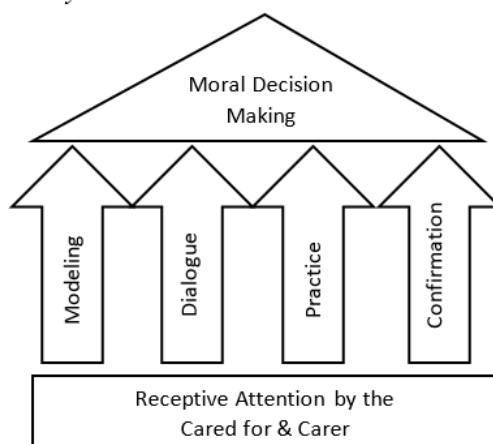 Moral Decision
Making
Modeling
Dialogue
Practice
Confirmation
Receptive Attention by the
Cared for & Carer